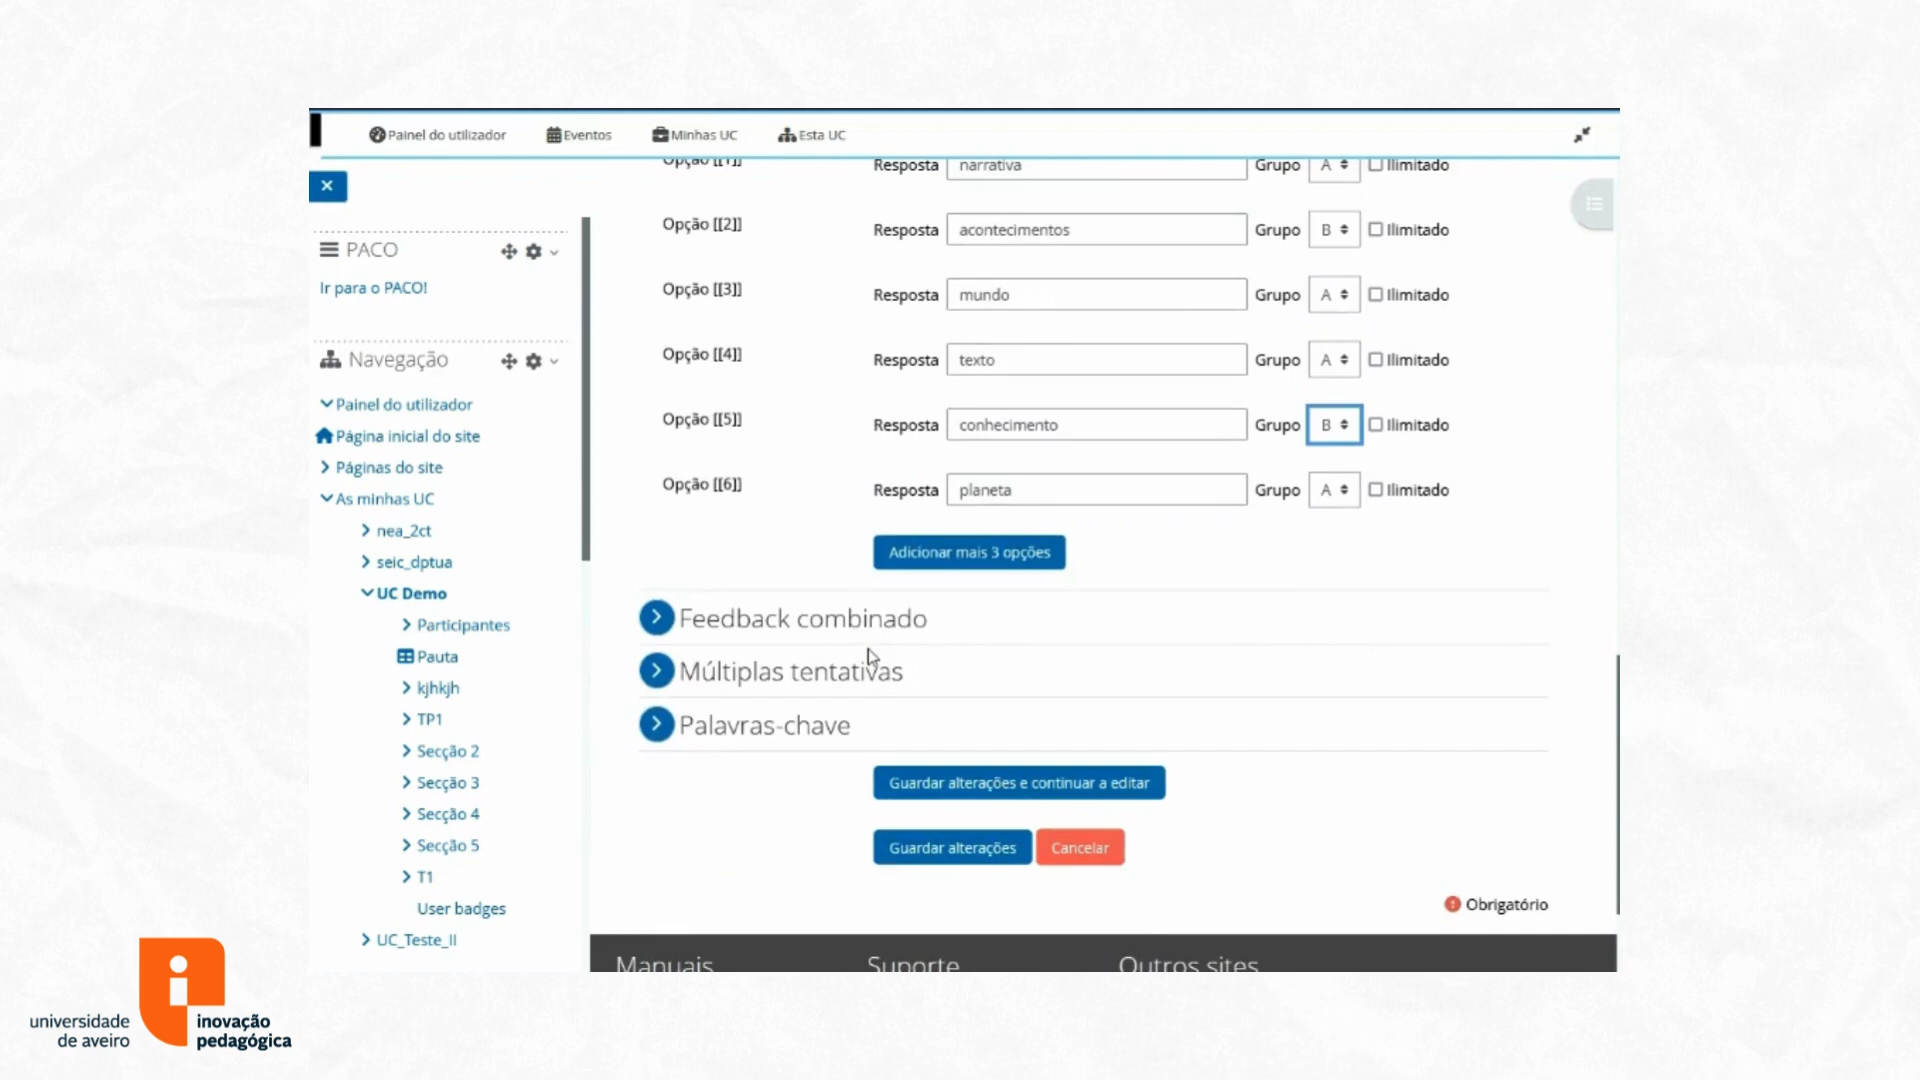 Painel do utilizador
Eventos
Minhas UC
Esta UC
PACO
Ir para o PACO!
Navegação
Painel do utilizador
Página inicial do site
Páginas do site
As minhas UC
nea_2ct
seic_dptua
UC Demo
Participantes
Pauta
kjhkjh
TP1
Secção 2
Secção 3
Secção 4
Secção 5
T1
User badges
UC_Teste_II
Opção [[1]] Resposta narrativa Grupo A Ilimitado
Opção [[2]] Resposta acontecimentos Grupo B Ilimitado
Opção [[3]] Resposta mundo Grupo A Ilimitado
Opção [[4]] Resposta texto Grupo A Ilimitado
Opção [[5]] Resposta conhecimento Grupo B Ilimitado
Opção [[6]] Resposta planeta Grupo A Ilimitado
Adicionar mais 3 opções
Feedback combinado
Múltiplas tentativas
Palavras-chave
Guardar alterações e continuar a editar
Guardar alterações Cancelar
Obrigatório
Manuais
Suporte
Outros sites
universidade
de aveiro
inovação
pedagógica